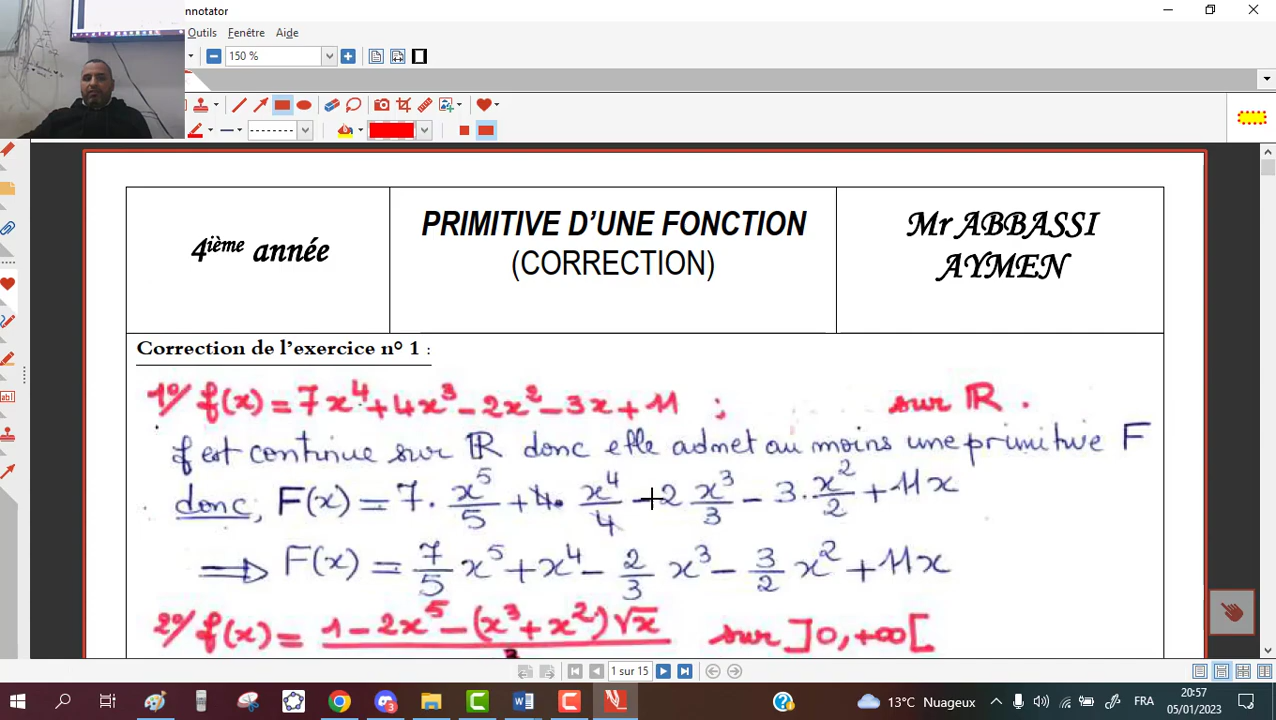 nnotator
Outils Fenêtre Aide
150 %
4ième année
PRIMITIVE D'UNE FONCTION
(CORRECTION)
Mr ABBASSI
AYMEN
Correction de l'exercice n° 1 :
1°/ f(x) = 7x⁴ + 4x³ - 2x² - 3x + 11 ; sur ℝ .
f est continue sur ℝ donc elle admet au moins une primitive F
donc, F(x) = 7 . x⁵/5 + 4 . x⁴/4 - 2 x³/3 - 3 . x²/2 + 11x
⟹ F(x) = 7/5 x⁵ + x⁴ - 2/3 x³ - 3/2 x² + 11x
2°/ f(x) = 1 - 2x⁵ - (x³ + x²)√x sur ]0, +∞[
1 sur 15
13°C Nuageux
FRA
20:57
05/01/2023